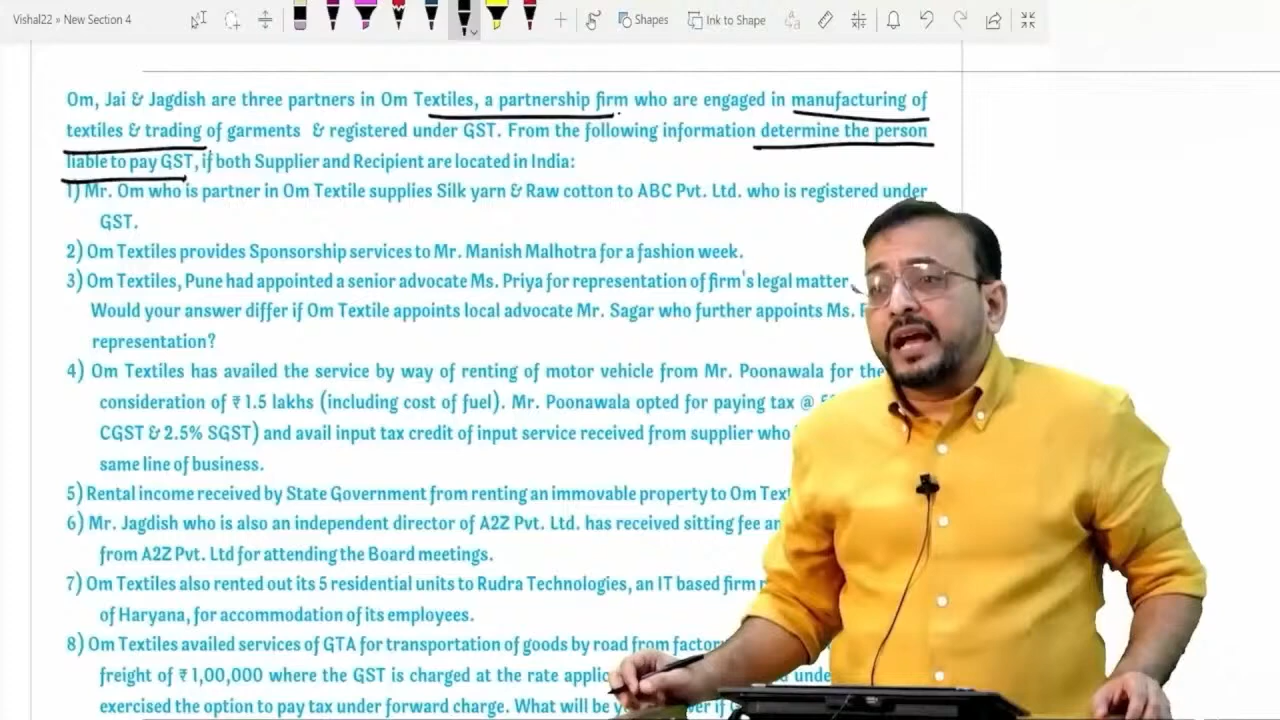 Vishal22 » New Section 4
Shapes
Ink to Shape
Om, Jai & Jagdish are three partners in Om Textiles, a partnership firm who are engaged in manufacturing of
textiles & trading of garments & registered under GST. From the following information determine the person
liable to pay GST, if both Supplier and Recipient are located in India:
1) Mr. Om who is partner in Om Textile supplies Silk yarn & Raw cotton to ABC Pvt. Ltd. who is registered under
GST.
2) Om Textiles provides Sponsorship services to Mr. Manish Malhotra for a fashion week.
3) Om Textiles, Pune had appointed a senior advocate Ms. Priya for representation of firm's legal matter.
Would your answer differ if Om Textile appoints local advocate Mr. Sagar who further appoints Ms.
representation?
4) Om Textiles has availed the service by way of renting of motor vehicle from Mr. Poonawala for the
consideration of ₹ 1.5 lakhs (including cost of fuel). Mr. Poonawala opted for paying tax @
CGST & 2.5% SGST) and avail input tax credit of input service received from supplier who
same line of business.
5) Rental income received by State Government from renting an immovable property to Om
6) Mr. Jagdish who is also an independent director of A2Z Pvt. Ltd. has received sitting fee
from A2Z Pvt. Ltd for attending the Board meetings.
7) Om Textiles also rented out its 5 residential units to Rudra Technologies, an IT based firm
of Haryana, for accommodation of its employees.
8) Om Textiles availed services of GTA for transportation of goods by road from
freight of ₹ 1,00,000 where the GST is charged at the rate
exercised the option to pay tax under forward charge. What will be